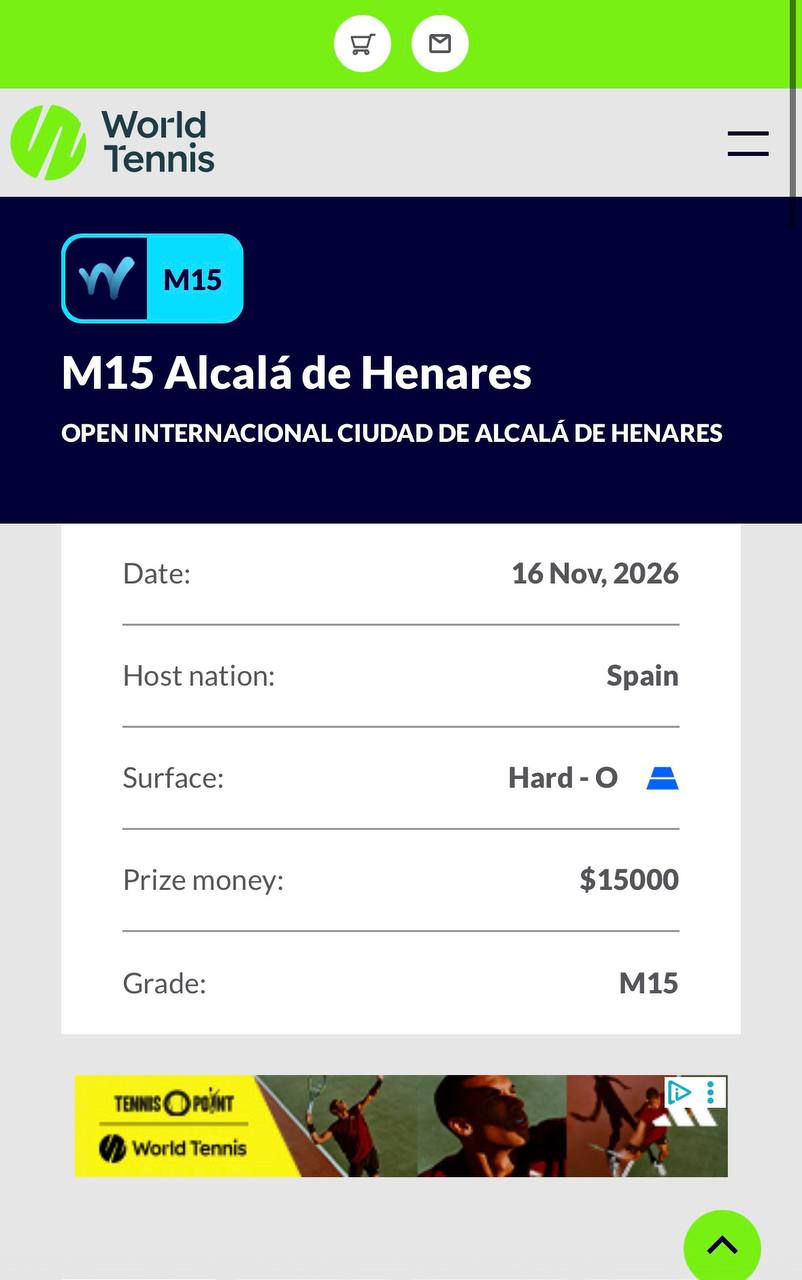 World
Tennis
M15
M15 Alcalá de Henares
OPEN INTERNACIONAL CIUDAD DE ALCALÁ DE HENARES
Date: 16 Nov, 2026
Host nation: Spain
Surface: Hard - O
Prize money: $15000
Grade: M15
TENNIS POINT
World Tennis